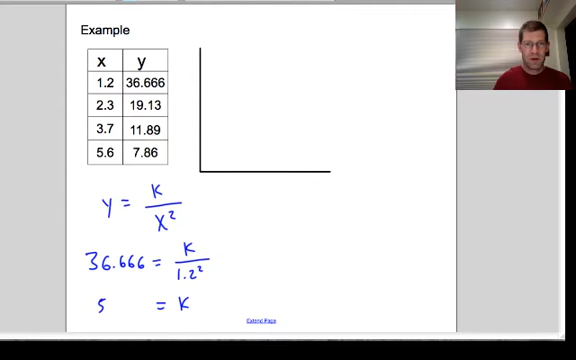 Example
x y
1.2 36.666
2.3 19.13
3.7 11.89
5.6 7.86
y = K / x²
36.666 = K / 1.2²
5 = K
Extend Page